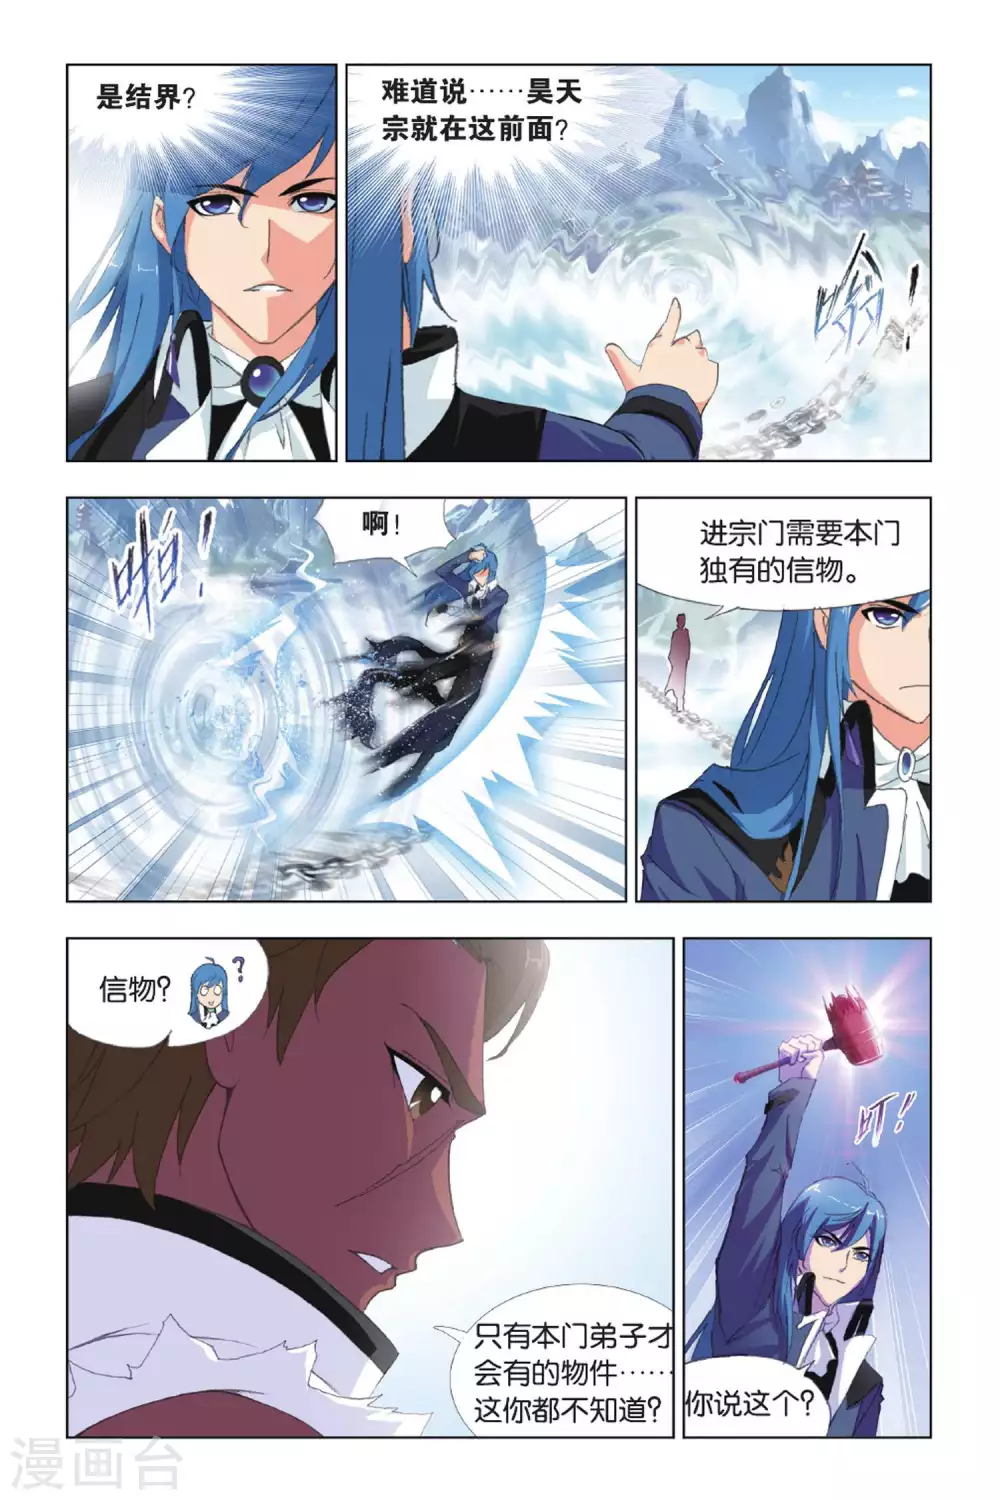 是结界？
难道说……昊天
宗就在这前面？
啪！
啊！
进宗门需要本门
独有的信物。
信物？
？
只有本门弟子才
会有的物件……
这你都不知道？
叮！
你说这个？
漫画台